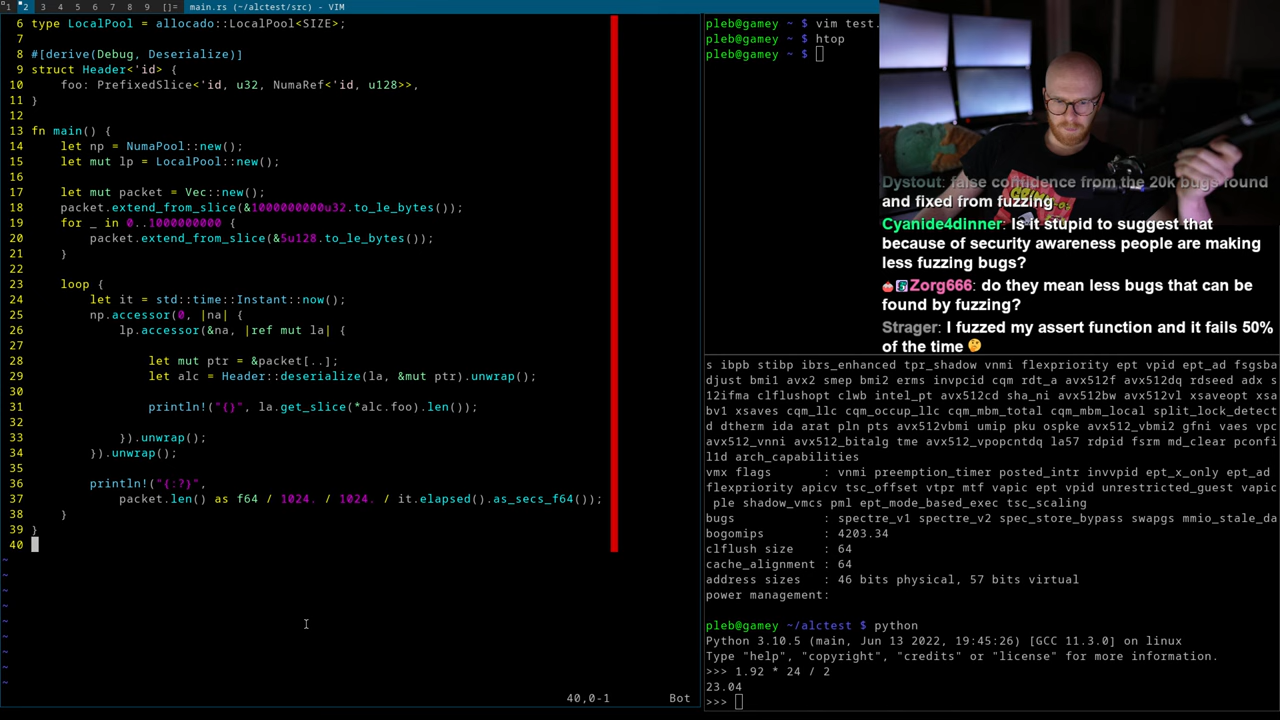 1 2 3 4 5 6 7 8 9 []= main.rs (~/alctest/src) - VIM
6 type LocalPool = allocado::LocalPool<SIZE>;
7
8 #[derive(Debug, Deserialize)]
9 struct Header<'id> {
10 foo: PrefixedSlice<'id, u32, NumaRef<'id, u128>>,
11 }
12
13 fn main() {
14 let np = NumaPool::new();
15 let mut lp = LocalPool::new();
16
17 let mut packet = Vec::new();
18 packet.extend_from_slice(&1000000000u32.to_le_bytes());
19 for _ in 0..1000000000 {
20 packet.extend_from_slice(&5u128.to_le_bytes());
21 }
22
23 loop {
24 let it = std::time::Instant::now();
25 np.accessor(0, |na| {
26 lp.accessor(&na, |ref mut la| {
27
28 let mut ptr = &packet[..];
29 let alc = Header::deserialize(la, &mut ptr).unwrap();
30
31 println!("{}", la.get_slice(*alc.foo).len());
32
33 }).unwrap();
34 }).unwrap();
35
36 println!("{:?}",
37 packet.len() as f64 / 1024. / 1024. / it.elapsed().as_secs_f64());
38 }
39 }
40
~
~
~
~
~
~
~
~
~
40,0-1 Bot
pleb@gamey ~ $ vim test.
pleb@gamey ~ $ htop
pleb@gamey ~ $
Dystout: false confidence from the 20k bugs found
and fixed from fuzzing
Cyanide4dinner: Is it stupid to suggest that
because of security awareness people are making
less fuzzing bugs?
Zorg666: do they mean less bugs that can be
found by fuzzing?
Strager: I fuzzed my assert function and it fails 50%
of the time
s ibpb stibp ibrs_enhanced tpr_shadow vnmi flexpriority ept vpid ept_ad fsgsba
djust bmi1 avx2 smep bmi2 erms invpcid cqm rdt_a avx512f avx512dq rdseed adx s
12ifma clflushopt clwb intel_pt avx512cd sha_ni avx512bw avx512vl xsaveopt xsa
bv1 xsaves cqm_llc cqm_occup_llc cqm_mbm_total cqm_mbm_local split_lock_detect
d dtherm ida arat pln pts avx512vbmi umip pku ospke avx512_vbmi2 gfni vaes vpc
avx512_vnni avx512_bitalg tme avx512_vpopcntdq la57 rdpid fsrm md_clear pconfi
l1d arch_capabilities
vmx flags : vnmi preemption_timer posted_intr invvpid ept_x_only ept_ad
flexpriority apicv tsc_offset vtpr mtf vapic ept vpid unrestricted_guest vapic
ple shadow_vmcs pml ept_mode_based_exec tsc_scaling
bugs : spectre_v1 spectre_v2 spec_store_bypass swapgs mmio_stale_da
bogomips : 4203.34
clflush size : 64
cache_alignment : 64
address sizes : 46 bits physical, 57 bits virtual
power management:
pleb@gamey ~/alctest $ python
Python 3.10.5 (main, Jun 13 2022, 19:45:26) [GCC 11.3.0] on linux
Type "help", "copyright", "credits" or "license" for more information.
>>> 1.92 * 24 / 2
23.04
>>>